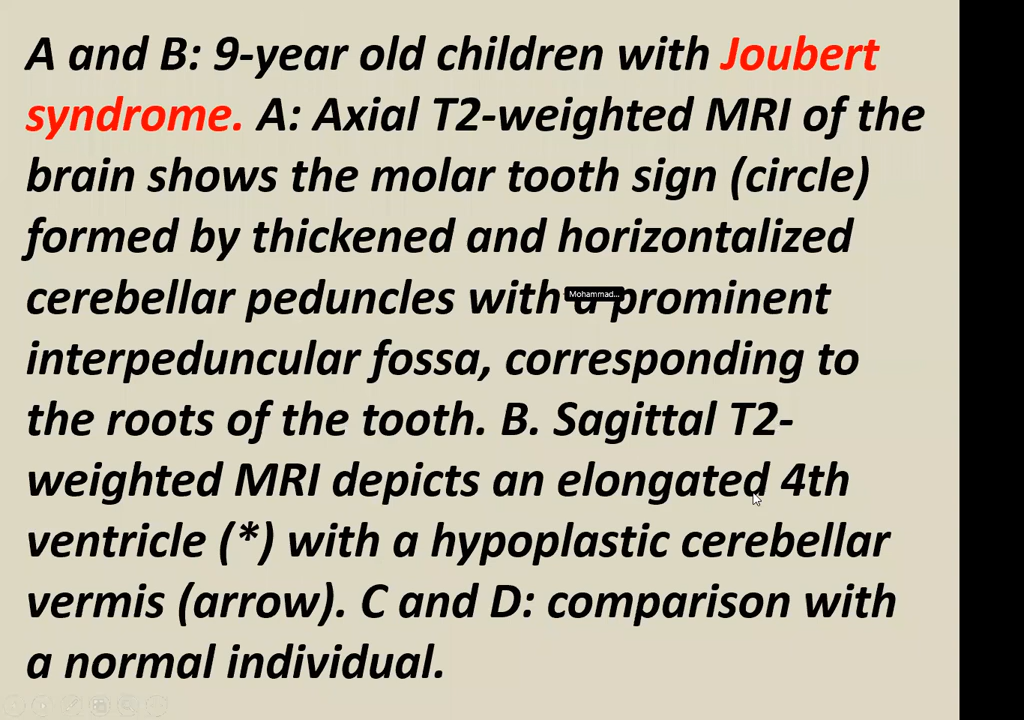 A and B: 9-year old children with Joubert
syndrome. A: Axial T2-weighted MRI of the
brain shows the molar tooth sign (circle)
formed by thickened and horizontalized
cerebellar peduncles with a prominent
Mohammad...
interpeduncular fossa, corresponding to
the roots of the tooth. B. Sagittal T2-
weighted MRI depicts an elongated 4th
ventricle (*) with a hypoplastic cerebellar
vermis (arrow). C and D: comparison with
a normal individual.